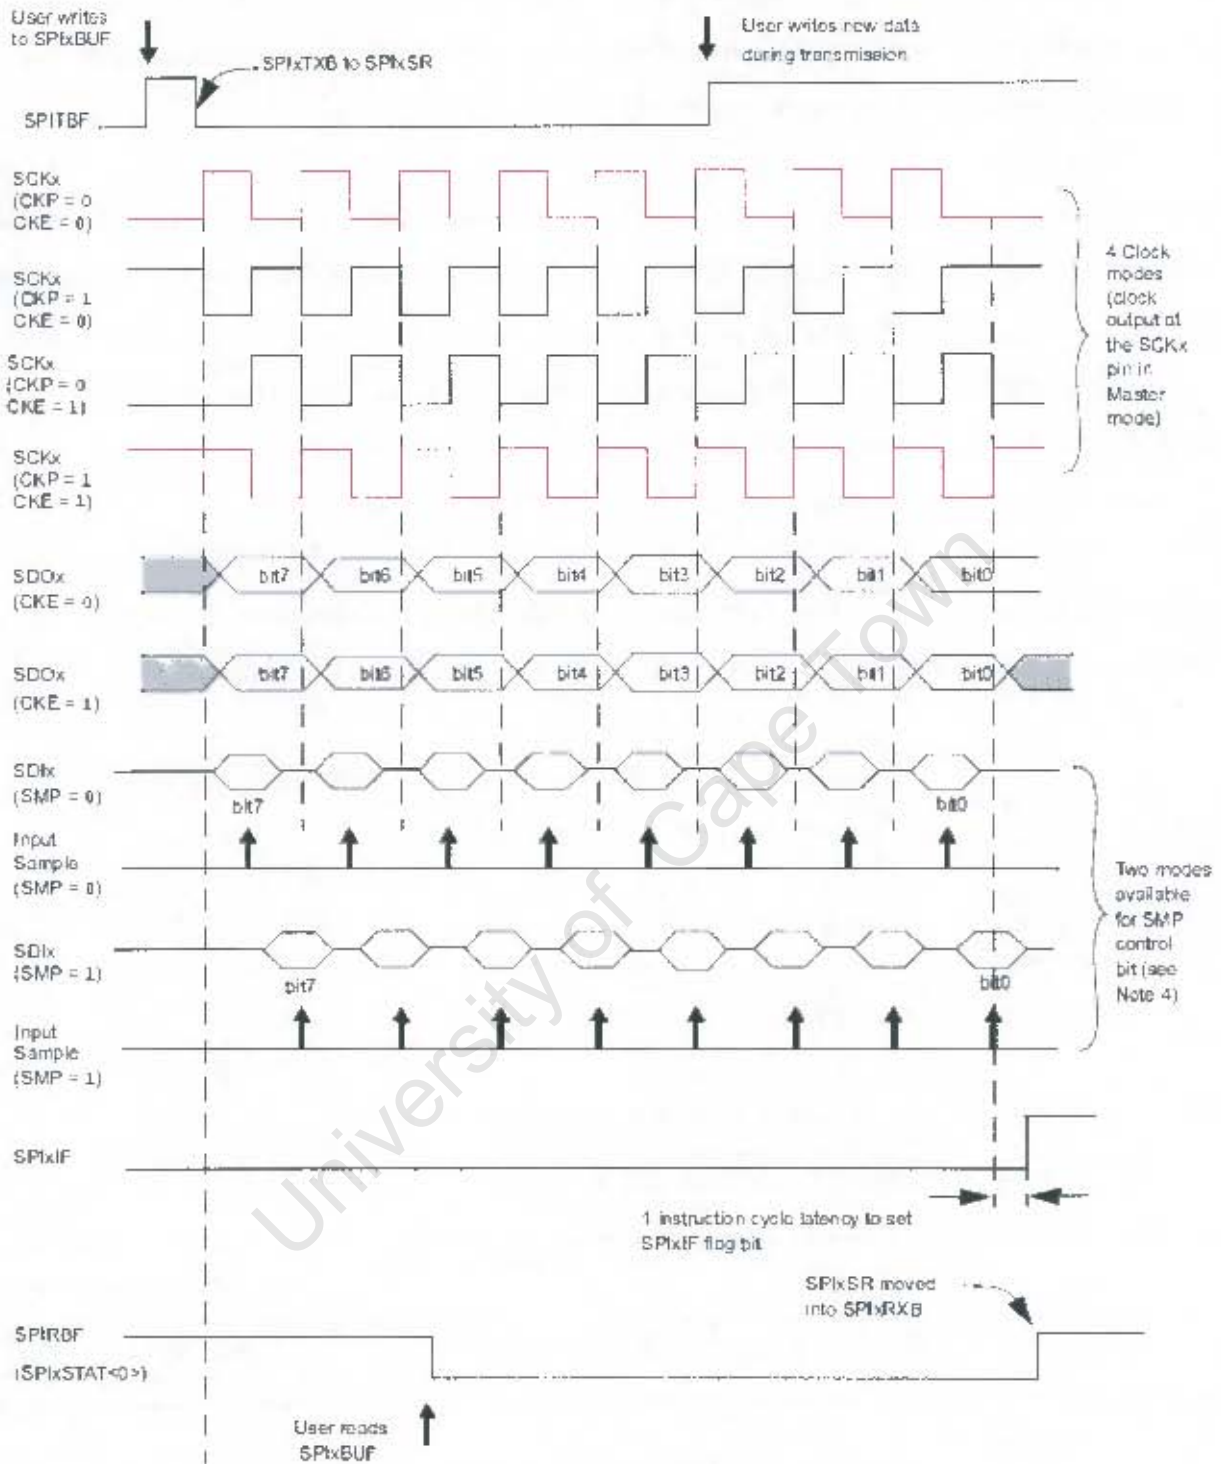 User writes
to SPIxBUF
User writes new data
during transmission
SPIxTXB to SPIxSR
SPITBF
SCKx
(CKP = 0
CKE = 0)
SCKx
(CKP = 1
CKE = 0)
SCKx
(CKP = 0
CKE = 1)
SCKx
(CKP = 1
CKE = 1)
4 Clock
modes
(clock
output at
the SCKx
pin in
Master
mode)
SDOx
(CKE = 0)
bit7 bit6 bit5 bit4 bit3 bit2 bit1 bit0
SDOx
(CKE = 1)
bit7 bit6 bit5 bit4 bit3 bit2 bit1 bit0
SDIx
(SMP = 0)
bit7 bit0
Input
Sample
(SMP = 0)
SDIx
(SMP = 1)
bit7 bit0
Input
Sample
(SMP = 1)
Two modes
available
for SMP
control
bit (see
Note 4)
SPIxIF
1 instruction cycle latency to set
SPIxIF flag bit
SPIxSR moved
into SPIxRXB
SPIRBF
(SPIxSTAT<0>)
User reads
SPIxBUF
University of Cape Town